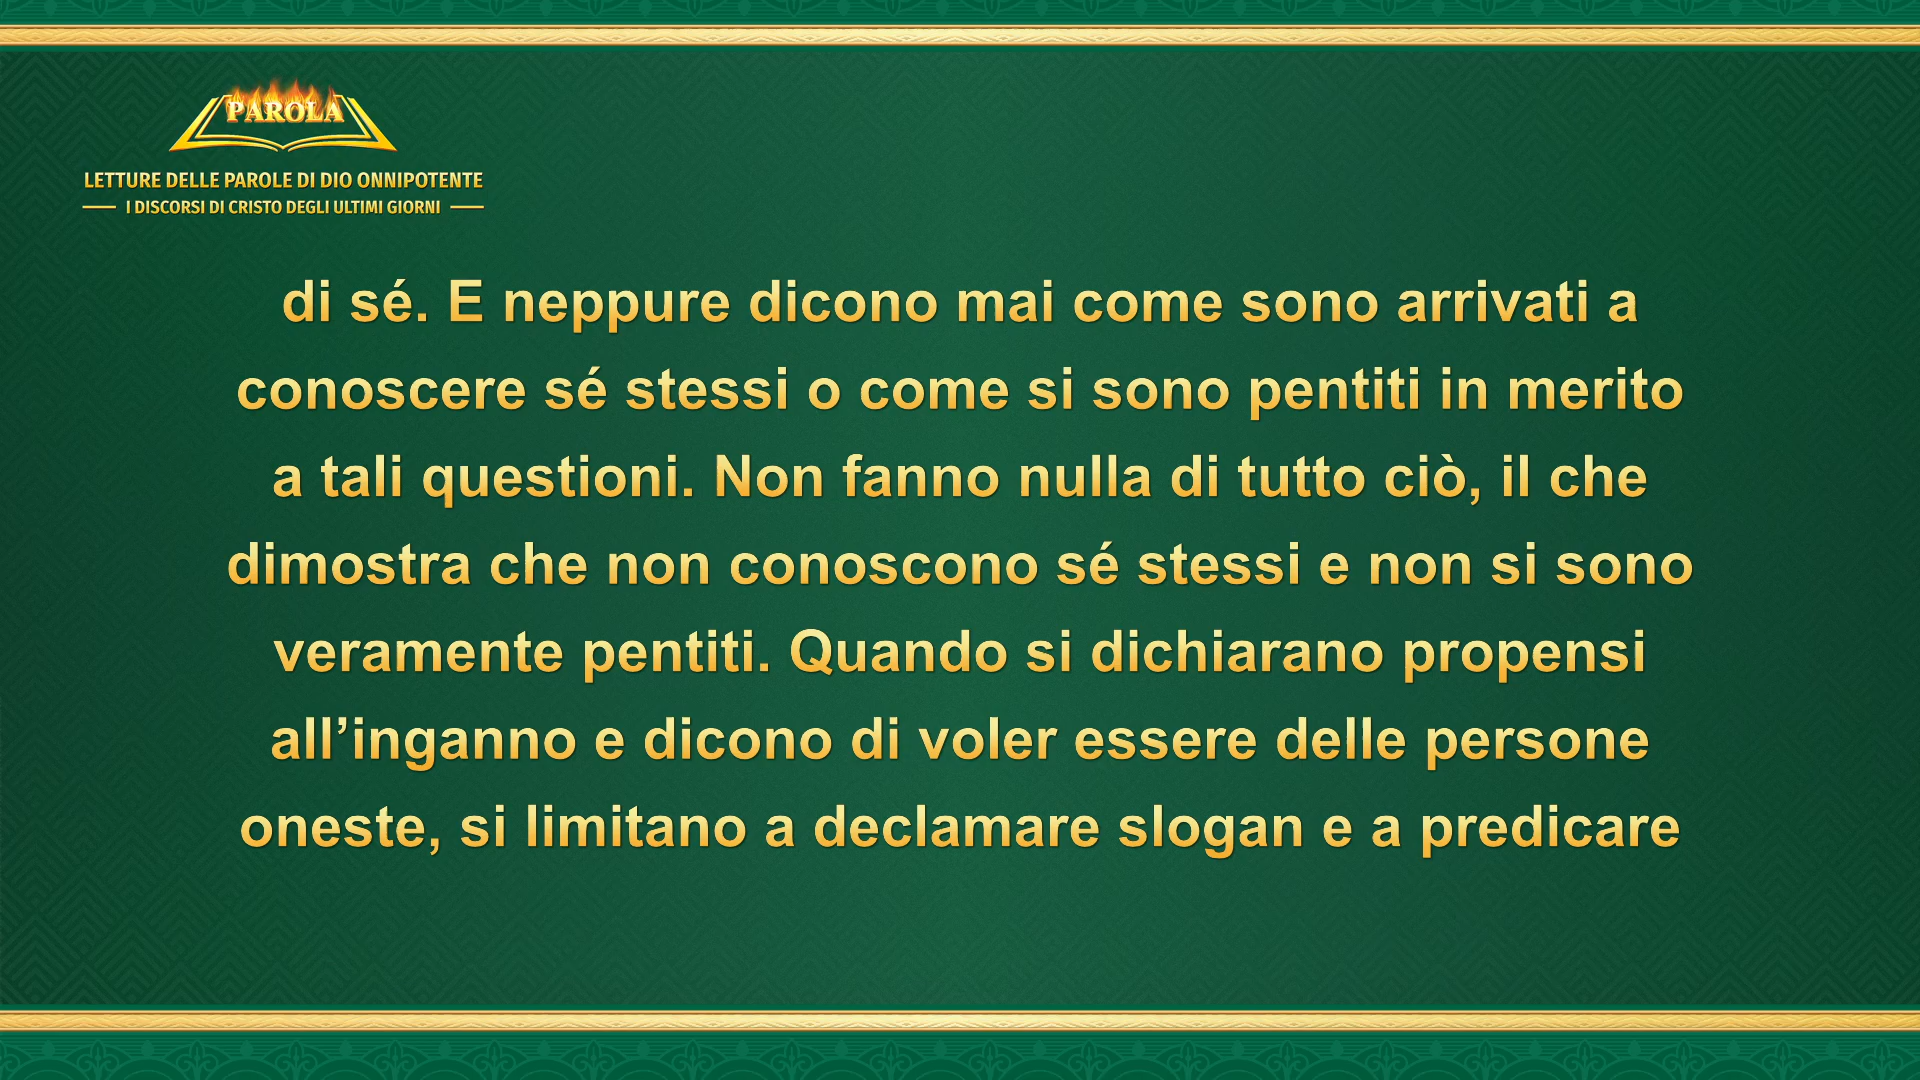 PAROLA
LETTURE DELLE PAROLE DI DIO ONNIPOTENTE
I DISCORSI DI CRISTO DEGLI ULTIMI GIORNI
di sé. E neppure dicono mai come sono arrivati a
conoscere sé stessi o come si sono pentiti in merito
a tali questioni. Non fanno nulla di tutto ciò, il che
dimostra che non conoscono sé stessi e non si sono
veramente pentiti. Quando si dichiarano propensi
all’inganno e dicono di voler essere delle persone
oneste, si limitano a declamare slogan e a predicare